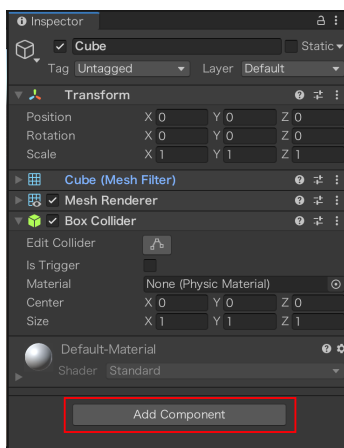 Inspector
Cube Static
Tag Untagged Layer Default
Transform
Position X 0 Y 0 Z 0
Rotation X 0 Y 0 Z 0
Scale X 1 Y 1 Z 1
Cube (Mesh Filter)
Mesh Renderer
Box Collider
Edit Collider
Is Trigger
Material None (Physic Material)
Center X 0 Y 0 Z 0
Size X 1 Y 1 Z 1
Default-Material
Shader Standard
Add Component